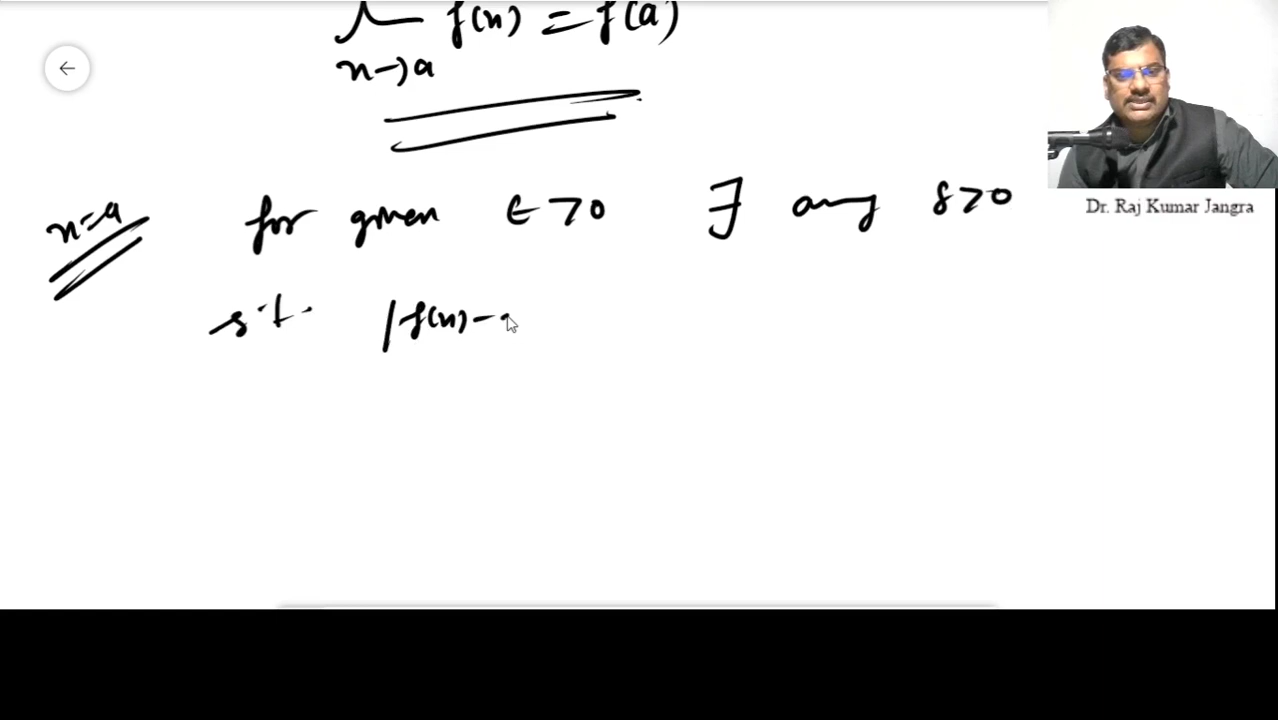 lim f(x) = f(a)
x→a
x=a for given ε>0 ∃ any δ>0
s.t. |f(x)-
Dr. Raj Kumar Jangra